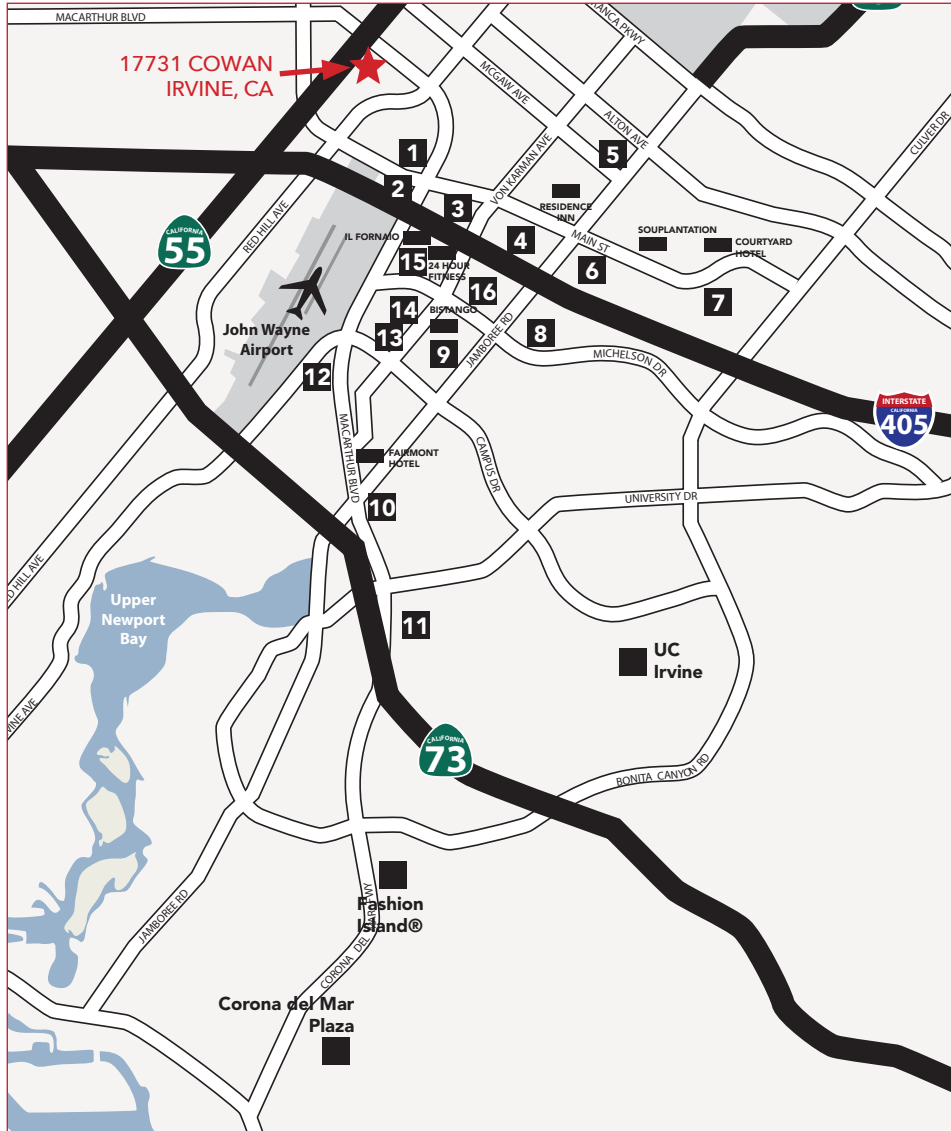 MACARTHUR BLVD
17731 COWAN
IRVINE, CA
MCGAW AVE
ALTON AVE
CULVER DR
VON KARMAN AVE
RED HILL AVE
1
2
3
4
5
6
7
8
9
10
11
12
13
14
15
16
RESIDENCE
INN
MAIN ST
SOUPLANTATION
COURTYARD
HOTEL
IL FORNAIO
24 HOUR
FITNESS
BISTANGO
JAMBOREE RD
MICHELSON DR
CALIFORNIA
55
John Wayne
Airport
INTERSTATE
CALIFORNIA
405
MACARTHUR BLVD
FAIRMONT
HOTEL
CAMPUS DR
UNIVERSITY DR
Upper
Newport
Bay
UC
Irvine
CALIFORNIA
73
BONITA CANYON RD
Fashion
Island®
JAMBOREE RD
CORONA DEL
Corona del Mar
Plaza